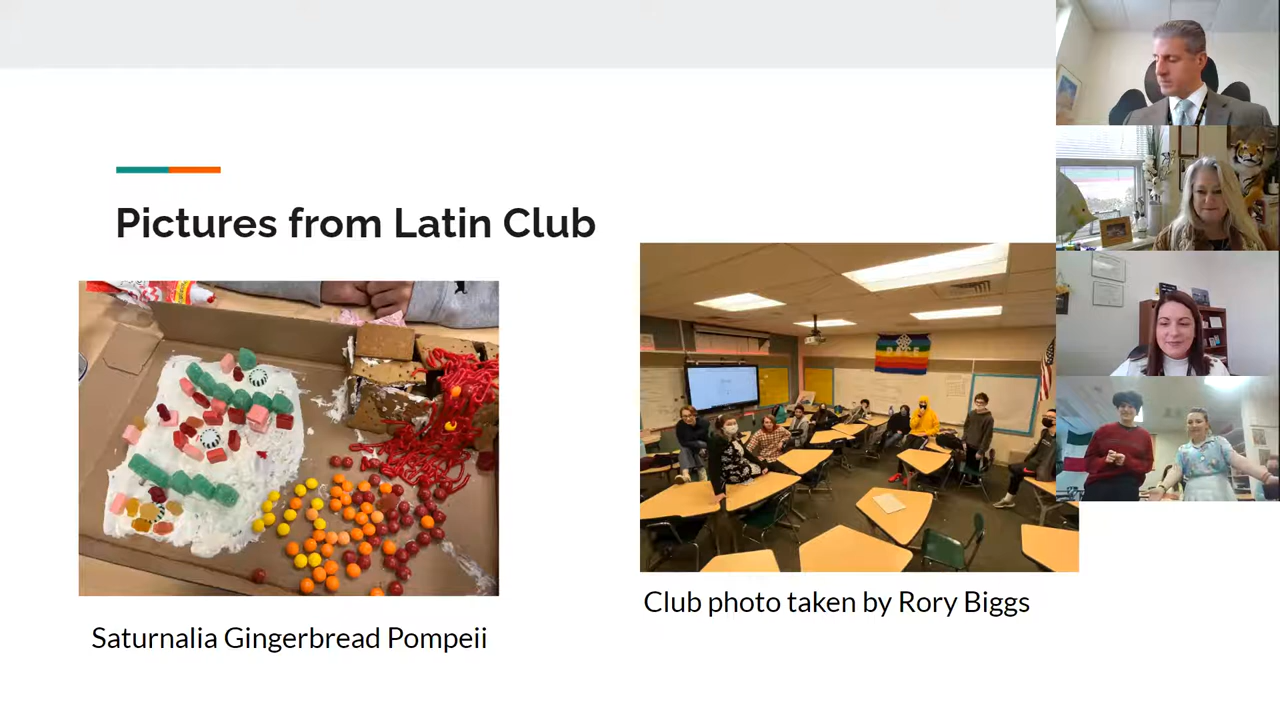 Pictures from Latin Club
Saturnalia Gingerbread Pompeii
Club photo taken by Rory Biggs